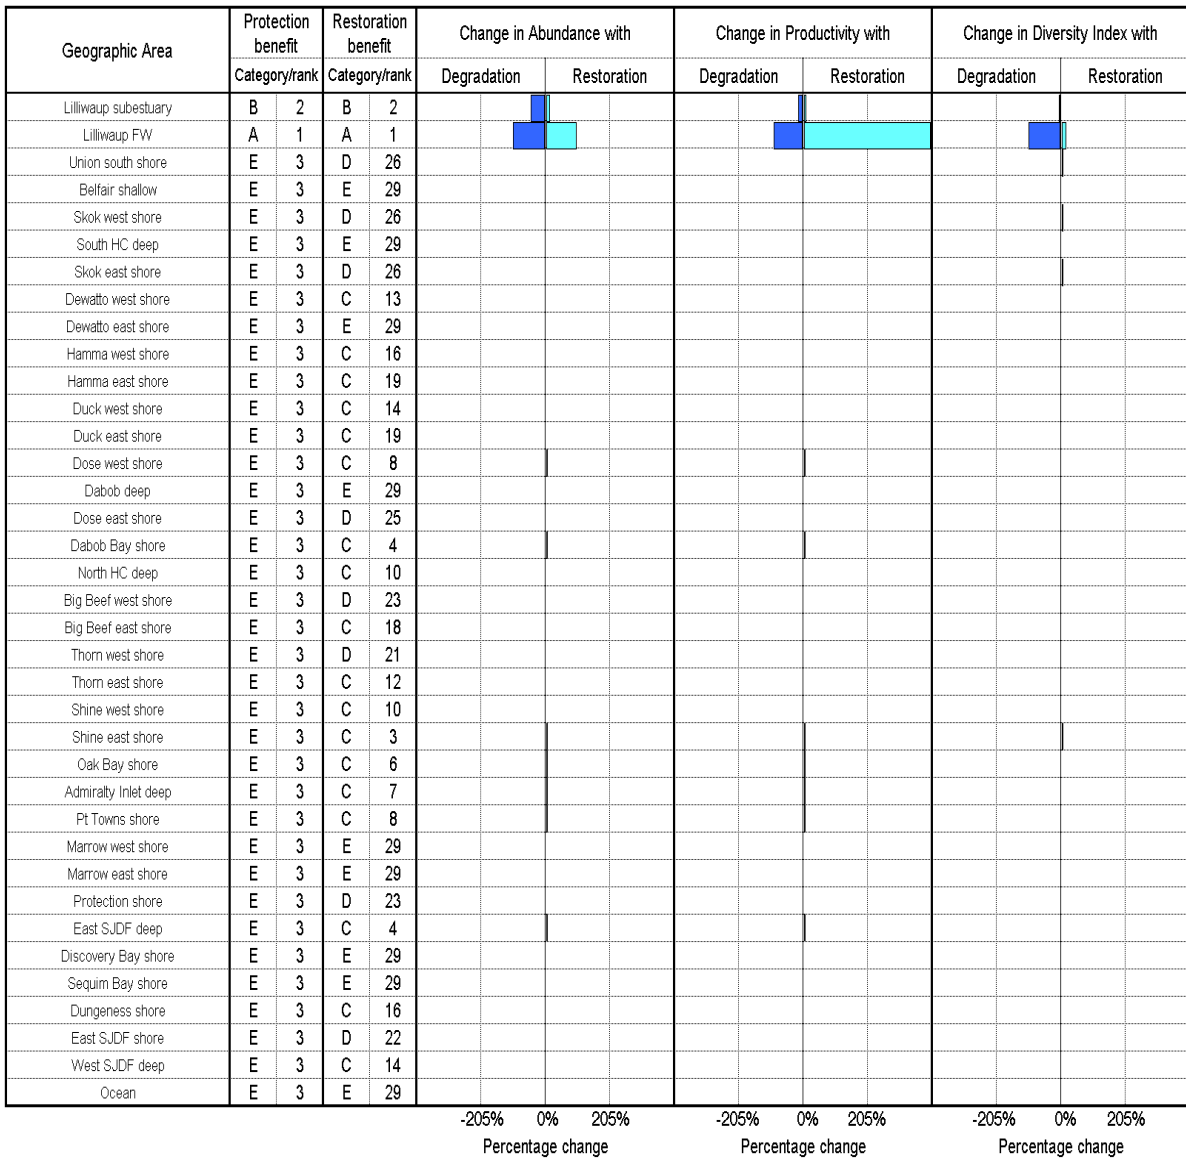 Geographic Area Protection benefit Restoration benefit Change in Abundance with Change in Productivity with Change in Diversity Index with
Category/rank Category/rank Degradation Restoration Degradation Restoration Degradation Restoration
Lilliwaup subestuary B 2 B 2
Lilliwaup FW A 1 A 1
Union south shore E 3 D 26
Belfair shallow E 3 E 29
Skok west shore E 3 D 26
South HC deep E 3 E 29
Skok east shore E 3 D 26
Dewatto west shore E 3 C 13
Dewatto east shore E 3 E 29
Hamma west shore E 3 C 16
Hamma east shore E 3 C 19
Duck west shore E 3 C 14
Duck east shore E 3 C 19
Dose west shore E 3 C 8
Dabob deep E 3 E 29
Dose east shore E 3 D 25
Dabob Bay shore E 3 C 4
North HC deep E 3 C 10
Big Beef west shore E 3 D 23
Big Beef east shore E 3 C 18
Thorn west shore E 3 D 21
Thorn east shore E 3 C 12
Shine west shore E 3 C 10
Shine east shore E 3 C 3
Oak Bay shore E 3 C 6
Admiralty Inlet deep E 3 C 7
Pt Towns shore E 3 C 8
Marrow west shore E 3 E 29
Marrow east shore E 3 E 29
Protection shore E 3 D 23
East SJDF deep E 3 C 4
Discovery Bay shore E 3 E 29
Sequim Bay shore E 3 E 29
Dungeness shore E 3 C 16
East SJDF shore E 3 D 22
West SJDF deep E 3 C 14
Ocean E 3 E 29
-205% 0% 205% -205% 0% 205% -205% 0% 205%
Percentage change Percentage change Percentage change